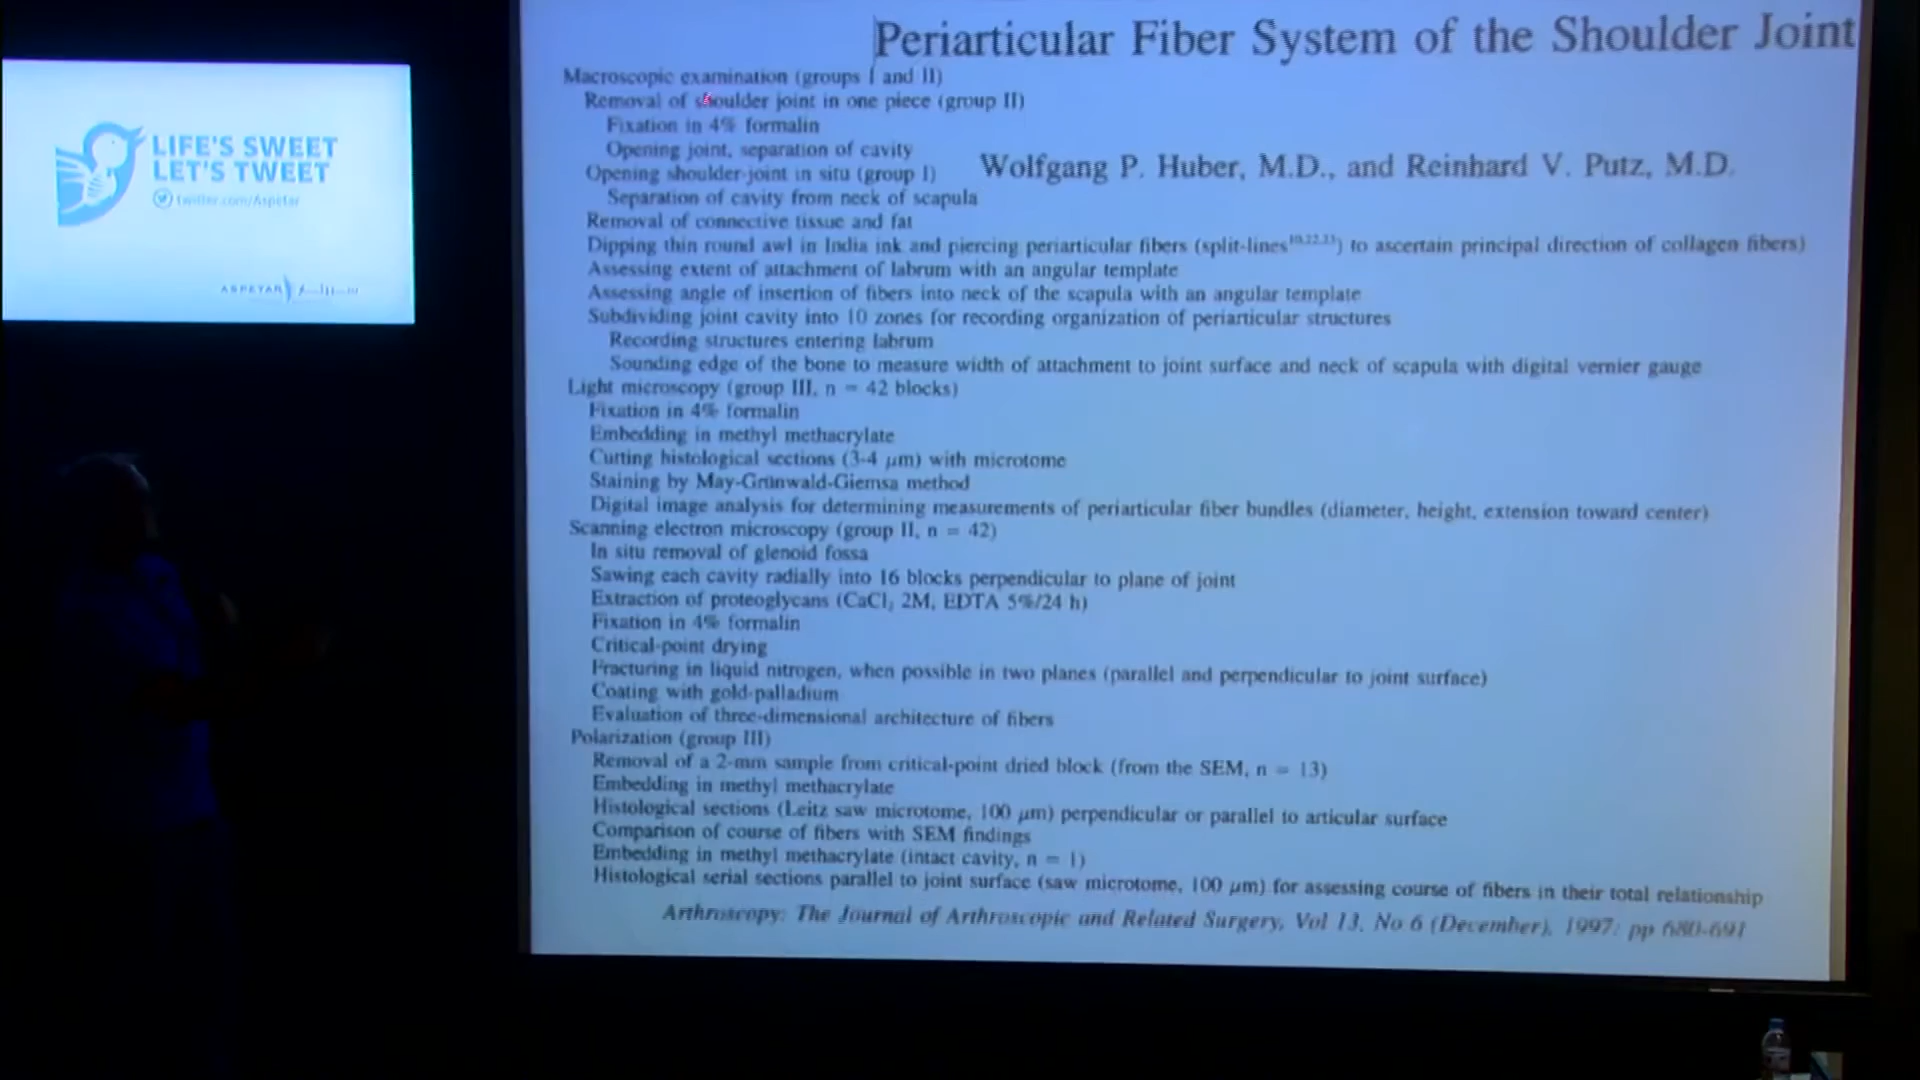 LIFE'S SWEET
LET'S TWEET
twitter.com/Aspetar
ASPETAR
Periarticular Fiber System of the Shoulder Joint
Wolfgang P. Huber, M.D., and Reinhard V. Putz, M.D.
Macroscopic examination (groups I and II)
Removal of shoulder joint in one piece (group II)
Fixation in 4% formalin
Opening joint, separation of cavity
Opening shoulder-joint in situ (group I)
Separation of cavity from neck of scapula
Removal of connective tissue and fat
Dipping thin round awl in India ink and piercing periarticular fibers (split-lines) to ascertain principal direction of collagen fibers)
Assessing extent of attachment of labrum with an angular template
Assessing angle of insertion of fibers into neck of the scapula with an angular template
Subdividing joint cavity into 10 zones for recording organization of periarticular structures
Recording structures entering labrum
Sounding edge of the bone to measure width of attachment to joint surface and neck of scapula with digital vernier gauge
Light microscopy (group III, n = 42 blocks)
Fixation in 4% formalin
Embedding in methyl methacrylate
Cutting histological sections (3-4 µm) with microtome
Staining by May-Grünwald-Giemsa method
Digital image analysis for determining measurements of periarticular fiber bundles (diameter, height, extension toward center)
Scanning electron microscopy (group II, n = 42)
In situ removal of glenoid fossa
Sawing each cavity radially into 16 blocks perpendicular to plane of joint
Extraction of proteoglycans (CaCl₂ 2M, EDTA 5%/24 h)
Fixation in 4% formalin
Critical-point drying
Fracturing in liquid nitrogen, when possible in two planes (parallel and perpendicular to joint surface)
Coating with gold-palladium
Evaluation of three-dimensional architecture of fibers
Polarization (group III)
Removal of a 2-mm sample from critical-point dried block (from the SEM, n = 13)
Embedding in methyl methacrylate
Histological sections (Leitz saw microtome, 100 µm) perpendicular or parallel to articular surface
Comparison of course of fibers with SEM findings
Embedding in methyl methacrylate (intact cavity, n = 1)
Histological serial sections parallel to joint surface (saw microtome, 100 µm) for assessing course of fibers in their total relationship
Arthroscopy: The Journal of Arthroscopic and Related Surgery, Vol 13, No 6 (December), 1997: pp 680-691